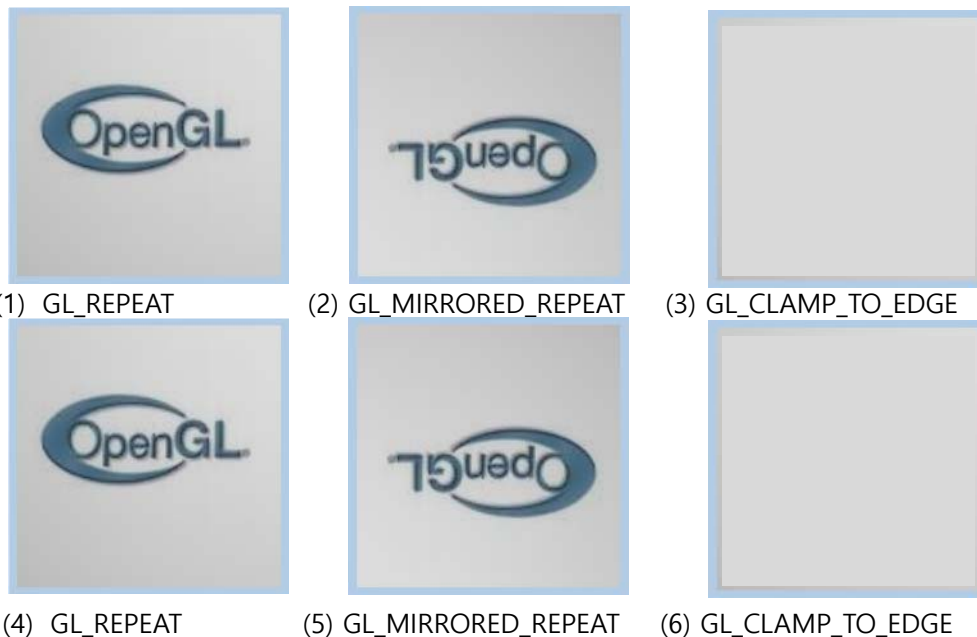 OpenGL
OpenGL
(1) GL_REPEAT
(2) GL_MIRRORED_REPEAT
(3) GL_CLAMP_TO_EDGE
OpenGL
OpenGL
(4) GL_REPEAT
(5) GL_MIRRORED_REPEAT
(6) GL_CLAMP_TO_EDGE